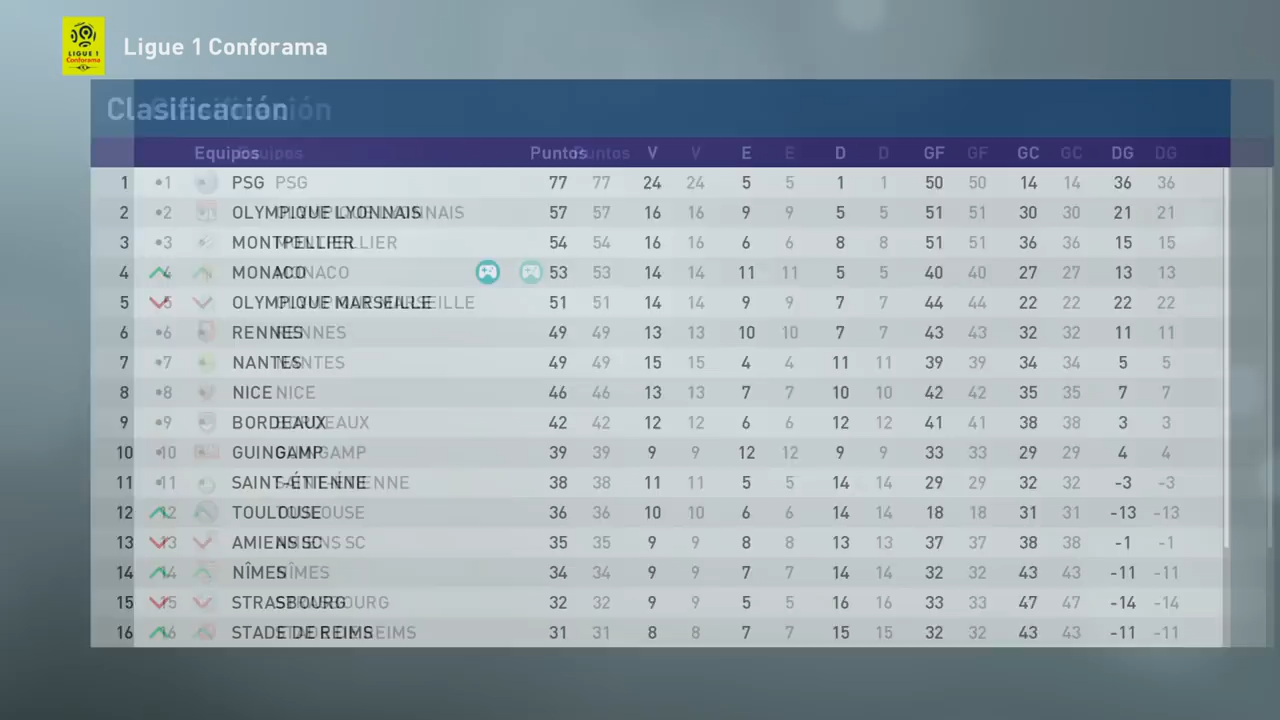 LIGUE 1
Conforama
Ligue 1 Conforama
Clasificación
Equipos Puntos V E D GF GC DG
1 PSG 77 24 5 1 50 14 36
2 OLYMPIQUE LYONNAIS 57 16 9 5 51 30 21
3 MONTPELLIER 54 16 6 8 51 36 15
4 MONACO 53 14 11 5 40 27 13
5 OLYMPIQUE MARSEILLE 51 14 9 7 44 22 22
6 RENNES 49 13 10 7 43 32 11
7 NANTES 49 15 4 11 39 34 5
8 NICE 46 13 7 10 42 35 7
9 BORDEAUX 42 12 6 12 41 38 3
10 GUINGAMP 39 9 12 9 33 29 4
11 SAINT-ÉTIENNE 38 11 5 14 29 32 -3
12 TOULOUSE 36 10 6 14 18 31 -13
13 AMIENS SC 35 9 8 13 37 38 -1
14 NÎMES 34 9 7 14 32 43 -11
15 STRASBOURG 32 9 5 16 33 47 -14
16 STADE DE REIMS 31 8 7 15 32 43 -11